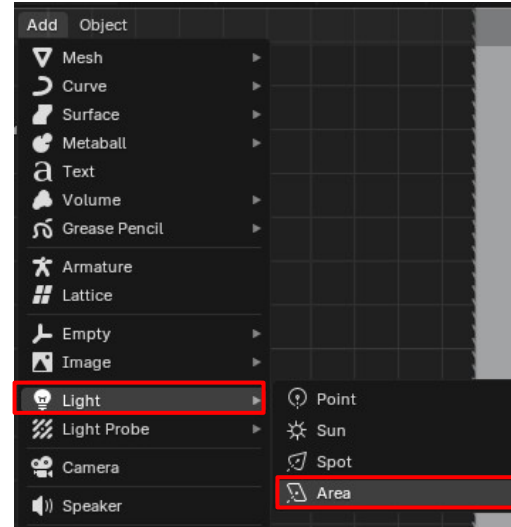 Add Object
Mesh
Curve
Surface
Metaball
Text
Volume
Grease Pencil
Armature
Lattice
Empty
Image
Light
Light Probe
Camera
Speaker
Point
Sun
Spot
Area